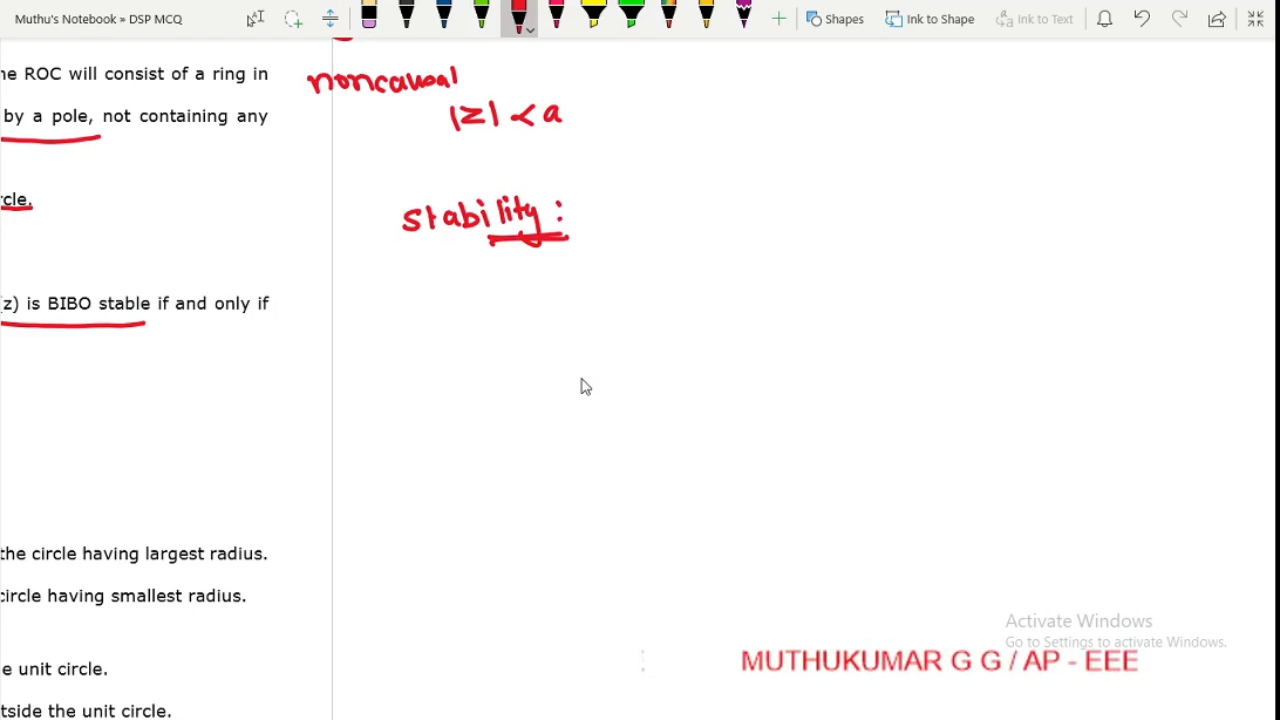 Muthu's Notebook » DSP MCQ
Shapes
Ink to Shape
Ink to Text
ne ROC will consist of a ring in
by a pole, not containing any
rcle.
(z) is BIBO stable if and only if
the circle having largest radius.
circle having smallest radius.
e unit circle.
tside the unit circle.
noncausal
|z| < a
stability:
Activate Windows
Go to Settings to activate Windows.
MUTHUKUMAR G G / AP - EEE